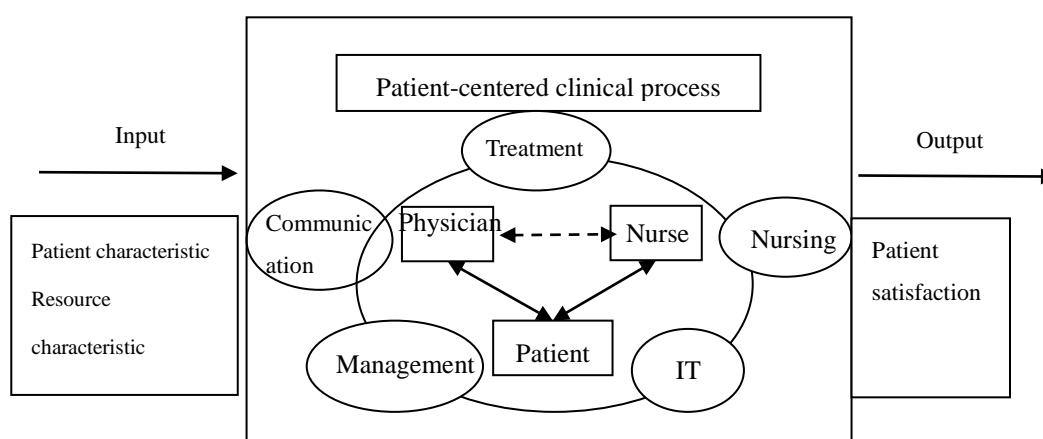 Patient-centered clinical process
Input
Treatment
Output
Communic
ation
Physician
Nurse
Nursing
Patient characteristic
Resource
characteristic
Patient
satisfaction
Management
Patient
IT